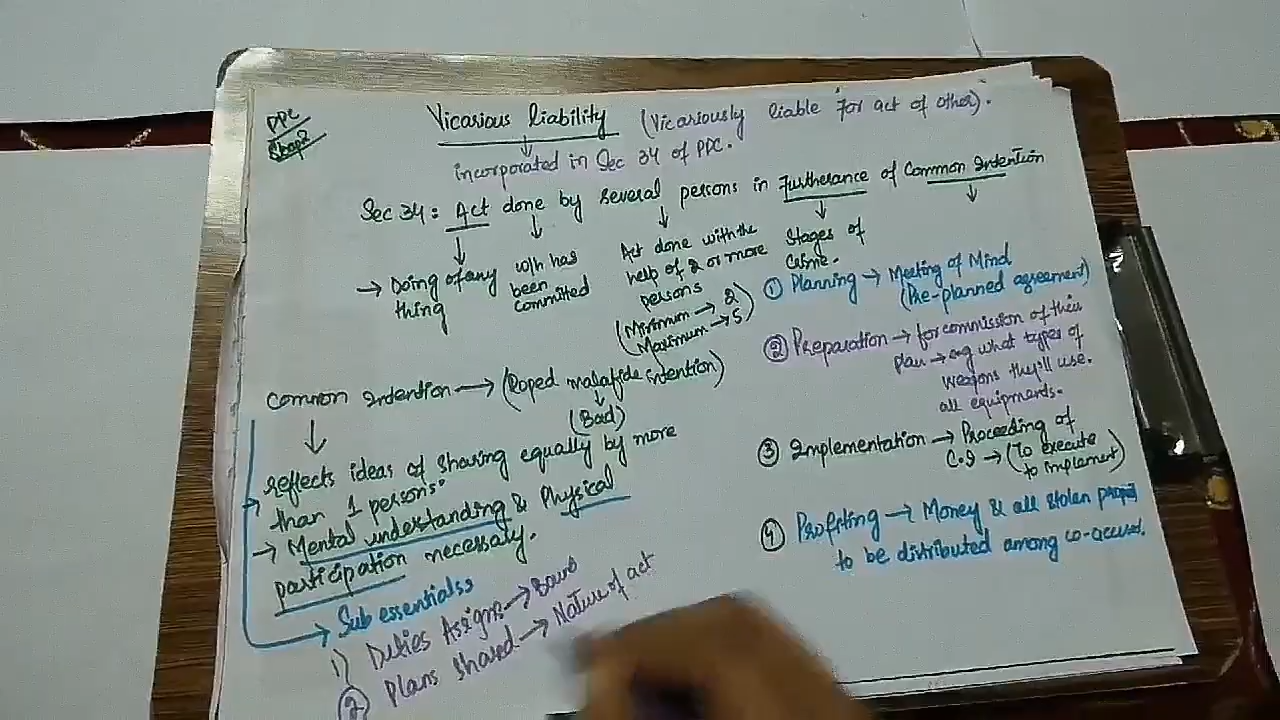 PPC
Chap 2
Vicarious Liability (Vicariously liable for act of other).
incorporated in Sec 34 of PPC.
Sec 34: Act done by several persons in Furtherance of Common Intention
→ Doing of any thing
w/h has been committed
Act done with the help of 2 or more persons
(Minimum → 2
Maximum → 5)
Stages of Crime.
① Planning → Meeting of Mind
(Pre-planned agreement)
② Preparation → for commission of their
plan → eg what types of
weapons they'll use.
all equipments.
③ Implementation → Proceeding of
C.I → (To execute
to implement)
④ Profiting → Money & all stolen
to be distributed among co-accused.
Common Intention → (malafide intention)
(Bad)
→ Reflects ideas of sharing equally by more
than 1 persons.
→ Mental understanding & Physical
participation necessary.
→ Sub essentials
1) Duties Assigns →
② Plans Shared → Nature of act